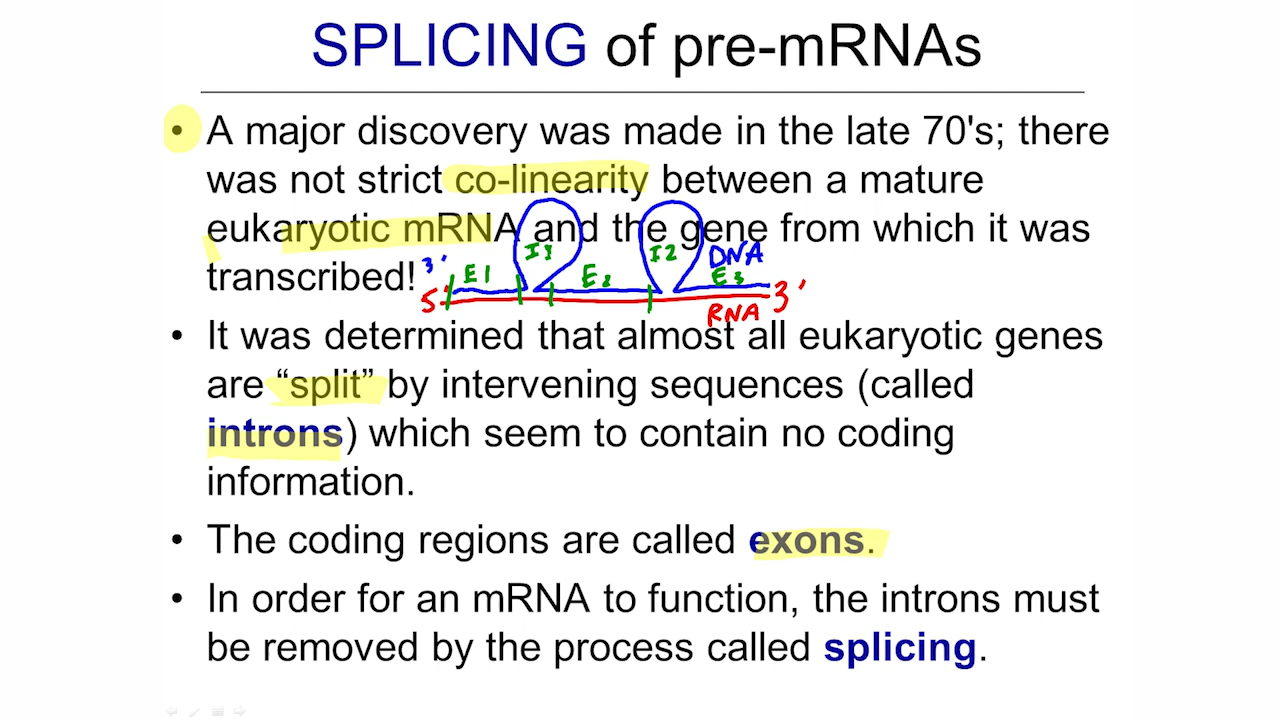 SPLICING of pre-mRNAs
• A major discovery was made in the late 70's; there
was not strict co-linearity between a mature
eukaryotic mRNA and the gene from which it was
transcribed!
3' E1 I1 E2 I2 DNA E3
5' RNA 3'
• It was determined that almost all eukaryotic genes
are “split” by intervening sequences (called
introns) which seem to contain no coding
information.
• The coding regions are called exons.
• In order for an mRNA to function, the introns must
be removed by the process called splicing.